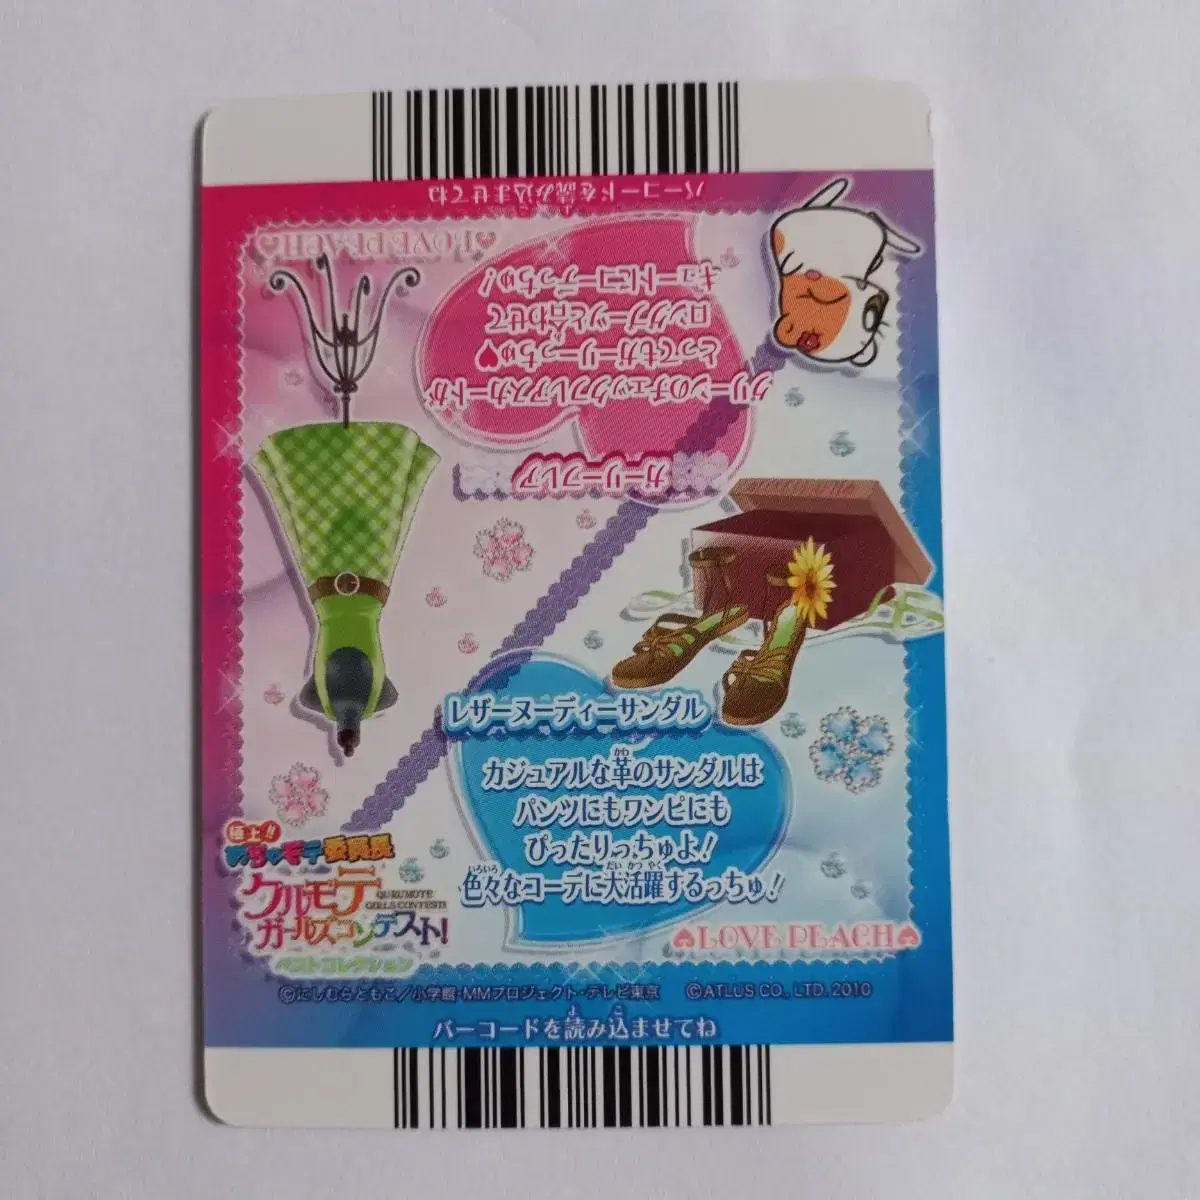 バーコードを読み込ませてね
LOVE PEACH
ガーリーフレア
グリーンのチェックフレアスカートが
とってもガーリーっちゅ♥
ロングブーツと合わせて
キュートにコーデっちゅ!
レザーヌーディーサンダル
カジュアルな革のサンダルは
パンツにもワンピにも
ぴったりっちゅよ!
色々なコーデに大活躍するっちゅ!
極上!!
めちゃモテ委員長
クルモテ
QURUMOTE
GIRLS CONTEST!
ガールズコンテスト!
ベストコレクション
LOVE PEACH
©にしむらともこ/小学館・MMプロジェクト・テレビ東京 ©ATLUS CO., LTD. 2010
バーコードを読み込ませてね